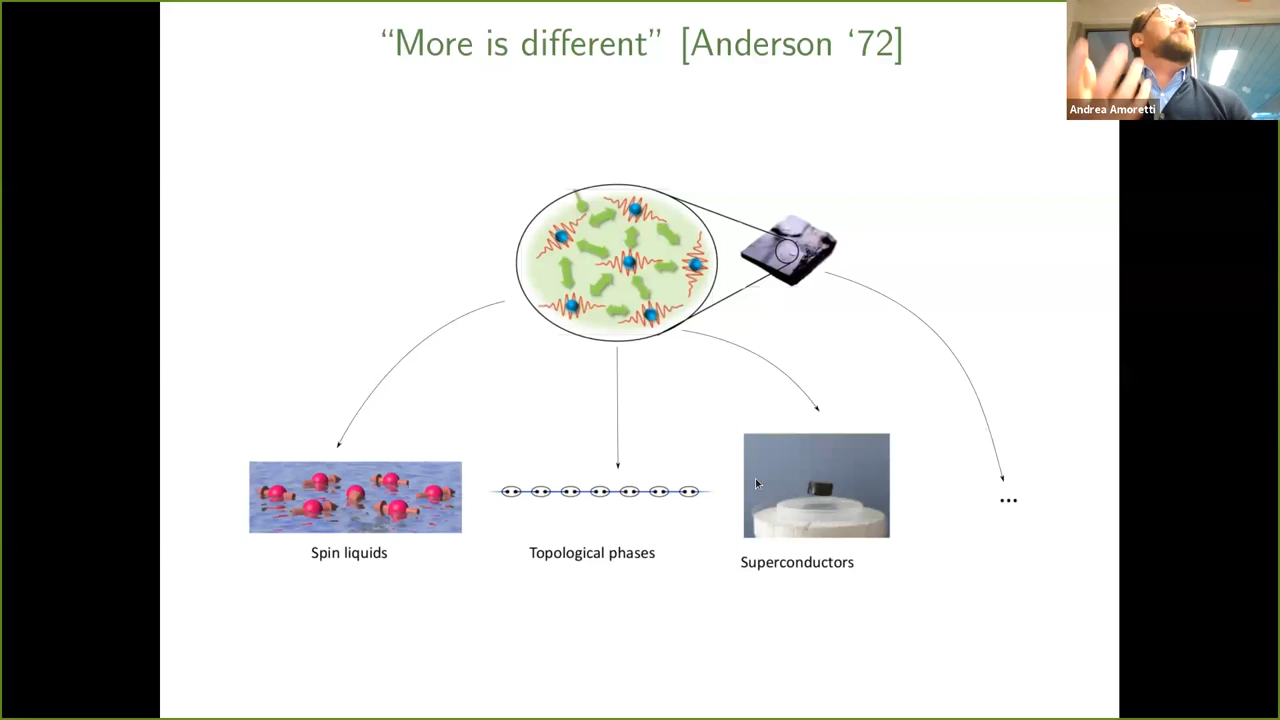 “More is different” [Anderson ‘72]
Andrea Amoretti
Spin liquids
Topological phases
Superconductors
...